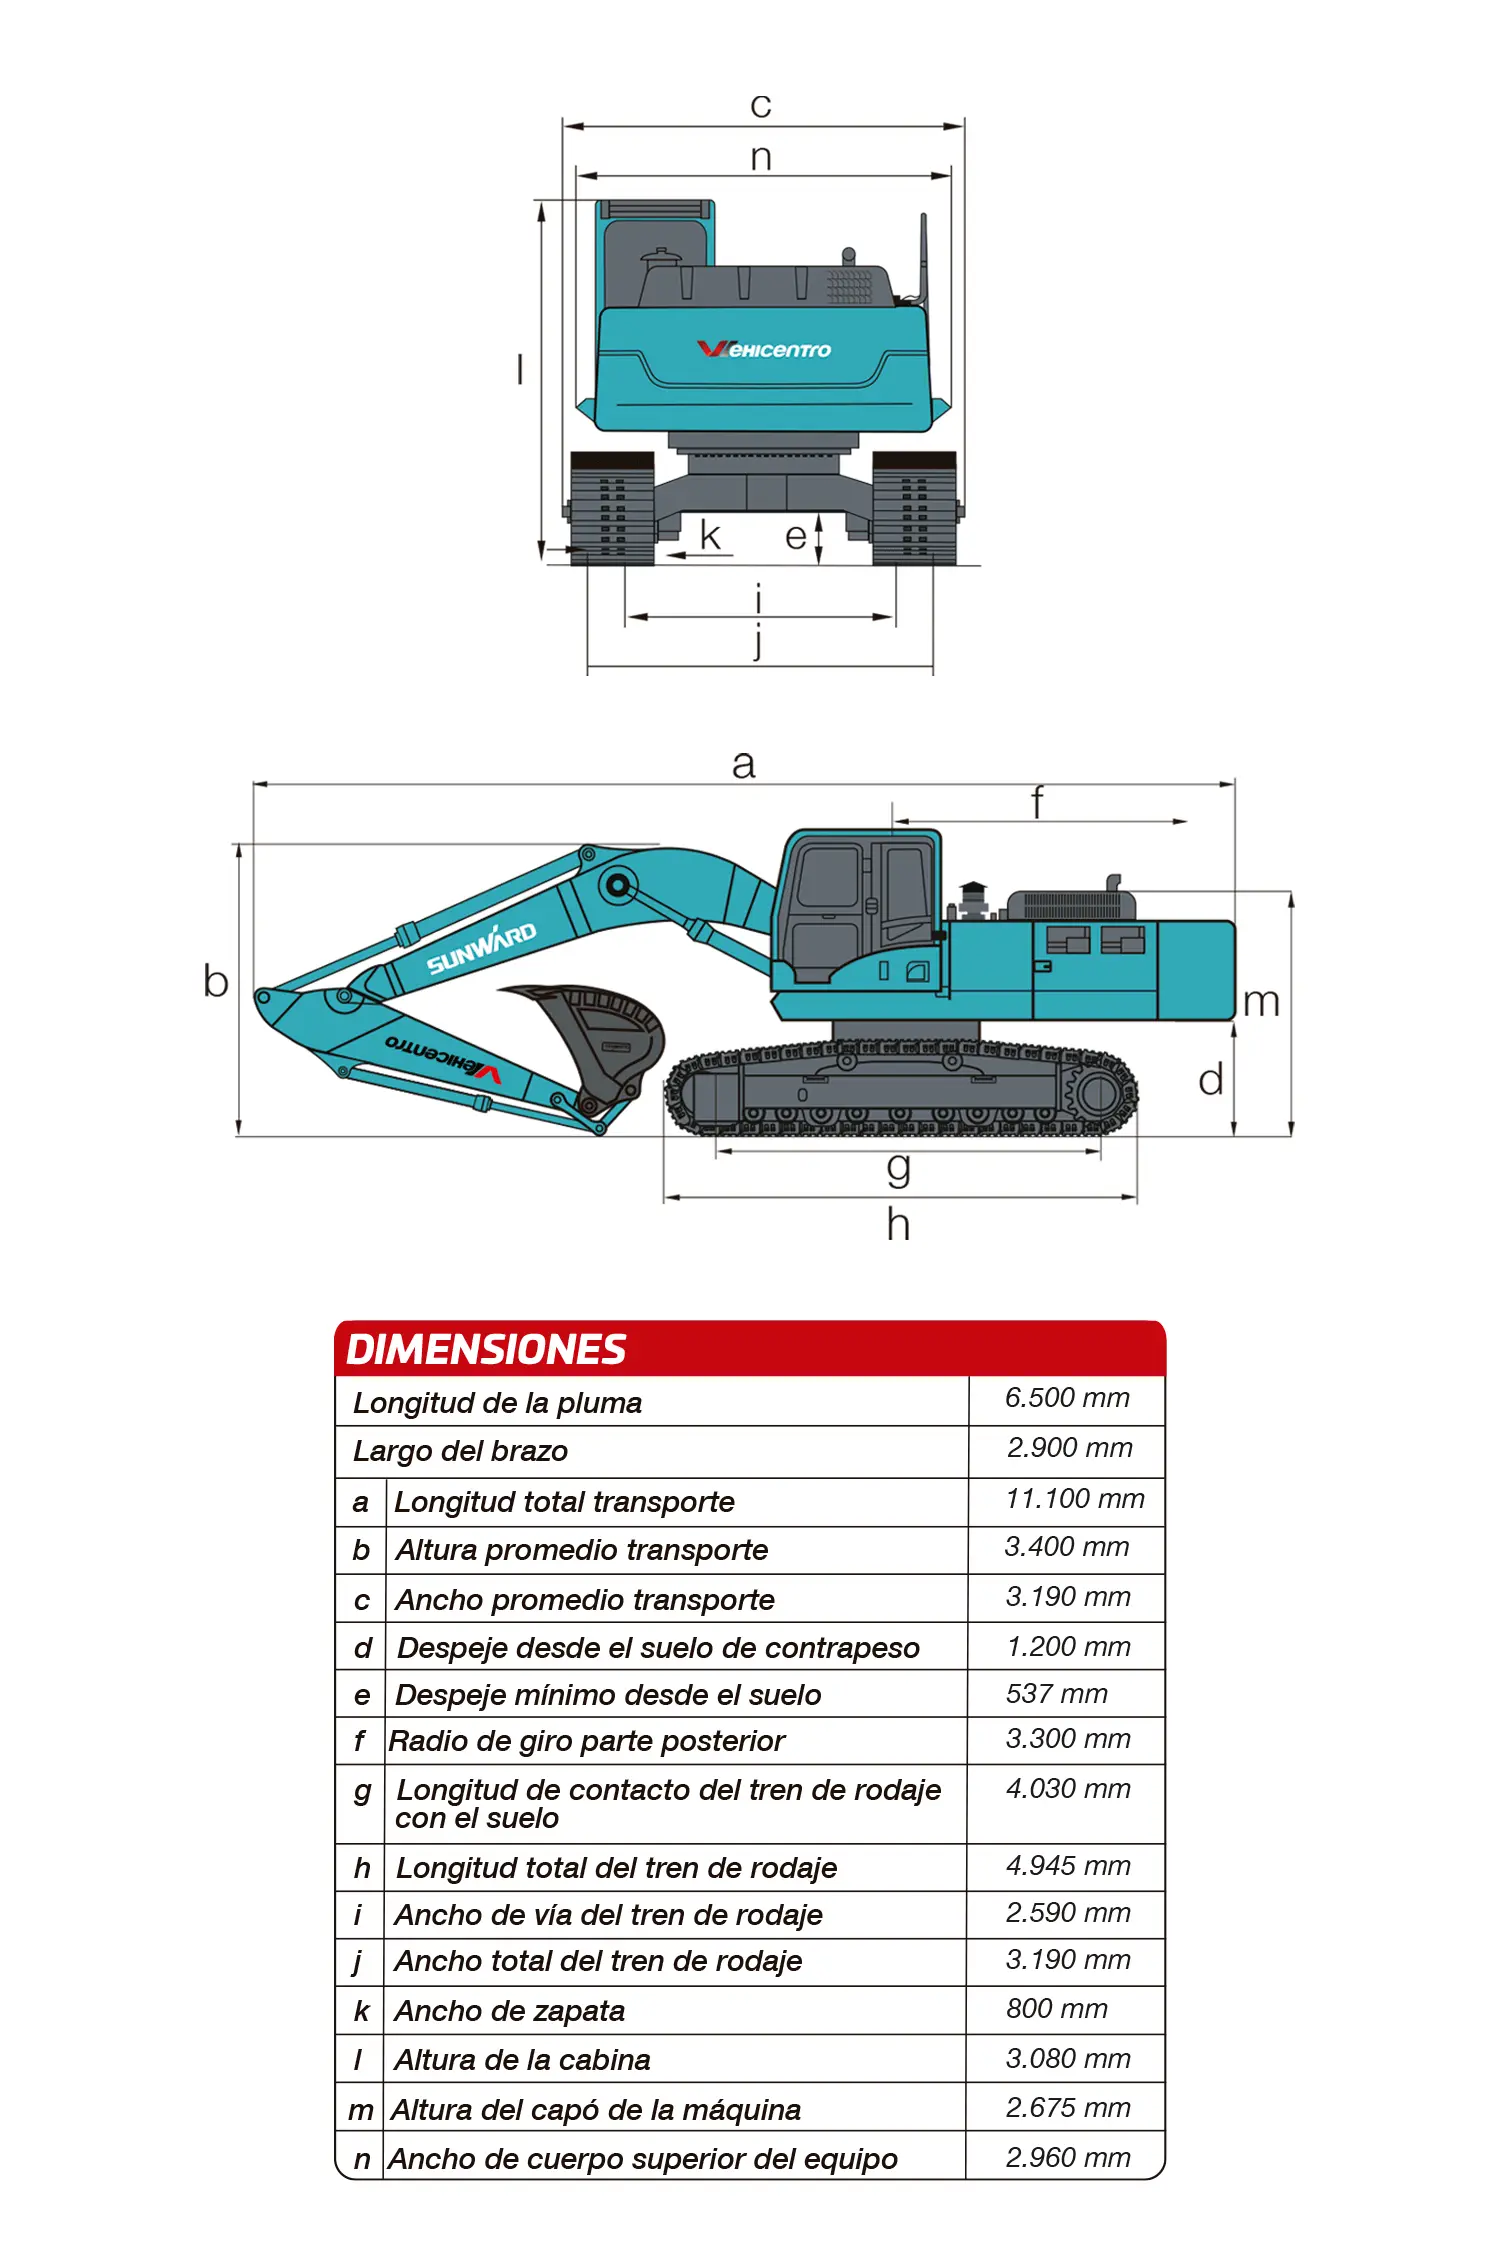 c
n
l
VEHICENTRO
k
e
i
j
a
f
b
SUNWARD
VEHICENTRO
m
d
g
h
DIMENSIONES
Longitud de la pluma 6.500 mm
Largo del brazo 2.900 mm
a Longitud total transporte 11.100 mm
b Altura promedio transporte 3.400 mm
c Ancho promedio transporte 3.190 mm
d Despeje desde el suelo de contrapeso 1.200 mm
e Despeje mínimo desde el suelo 537 mm
f Radio de giro parte posterior 3.300 mm
g Longitud de contacto del tren de rodaje 4.030 mm
con el suelo
h Longitud total del tren de rodaje 4.945 mm
i Ancho de vía del tren de rodaje 2.590 mm
j Ancho total del tren de rodaje 3.190 mm
k Ancho de zapata 800 mm
l Altura de la cabina 3.080 mm
m Altura del capó de la máquina 2.675 mm
n Ancho de cuerpo superior del equipo 2.960 mm